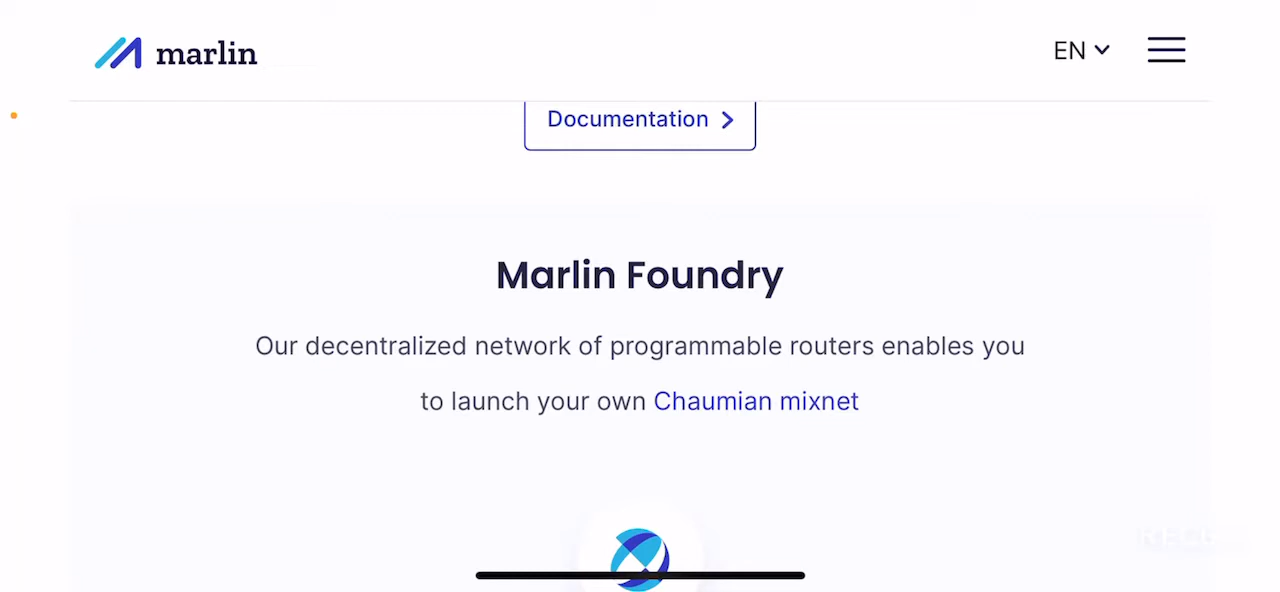 marlin
EN
Documentation
Marlin Foundry
Our decentralized network of programmable routers enables you
to launch your own Chaumian mixnet